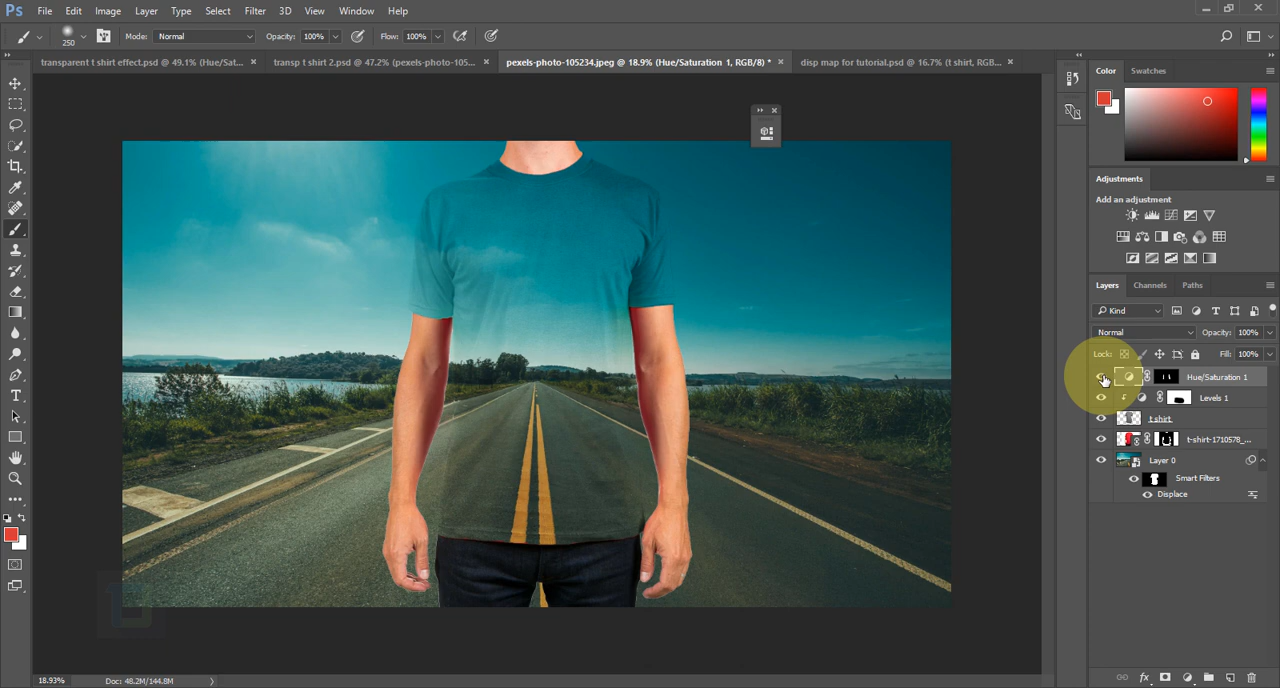 Ps File Edit Image Layer Type Select Filter 3D View Window Help
250 Mode: Normal Opacity: 100% Flow: 100%
transparent t shirt effect.psd @ 49.1% (Hue/Sat... × transp t shirt 2.psd @ 47.2% (pexels-photo-105... × pexels-photo-105234.jpeg @ 18.9% (Hue/Saturation 1, RGB/8) * × disp map for tutorial.psd @ 16.7% (t shirt, RGB... ×
Color Swatches
Adjustments
Add an adjustment
Layers Channels Paths
Kind
Normal Opacity: 100%
Lock: Fill: 100%
Hue/Saturation 1
Levels 1
t shirt
t-shirt-1710578_...
Layer 0
Smart Filters
Displace
18.93% Doc: 48.2M/144.8M